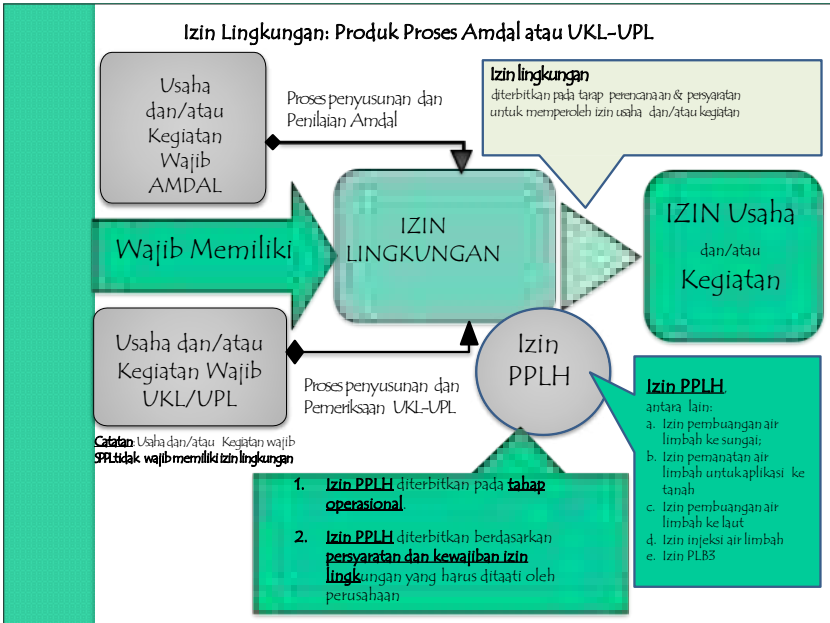 Izin Lingkungan: Produk Proses Amdal atau UKL-UPL
Usaha
dan/atau
Kegiatan
Wajib
AMDAL
Proses penyusunan dan
Penilaian Amdal
Izin lingkungan
diterbitkan pada tarap perencanaan & persyaratan
untuk memperoleh izin usaha dan/atau kegiatan
Wajib Memiliki
IZIN
LINGKUNGAN
IZIN Usaha
dan/atau
Kegiatan
Usaha dan/atau
Kegiatan Wajib
UKL/UPL
Proses penyusunan dan
Pemeriksaan UKL-UPL
Izin
PPLH
Catatan: Usaha dan/atau Kegiatan wajib
SPPL tidak wajib memiliki izin lingkungan
Izin PPLH,
antara lain:
a. Izin pembuangan air
limbah ke sungai;
b. Izin pemanatan air
limbah untuk aplikasi ke
tanah
c. Izin pembuangan air
limbah ke laut
d. Izin injeksi air limbah
e. Izin PLB3
1. Izin PPLH diterbitkan pada tahap
operasional.
2. Izin PPLH diterbitkan berdasarkan
persyaratan dan kewajiban izin
lingkungan yang harus ditaati oleh
perusahaan